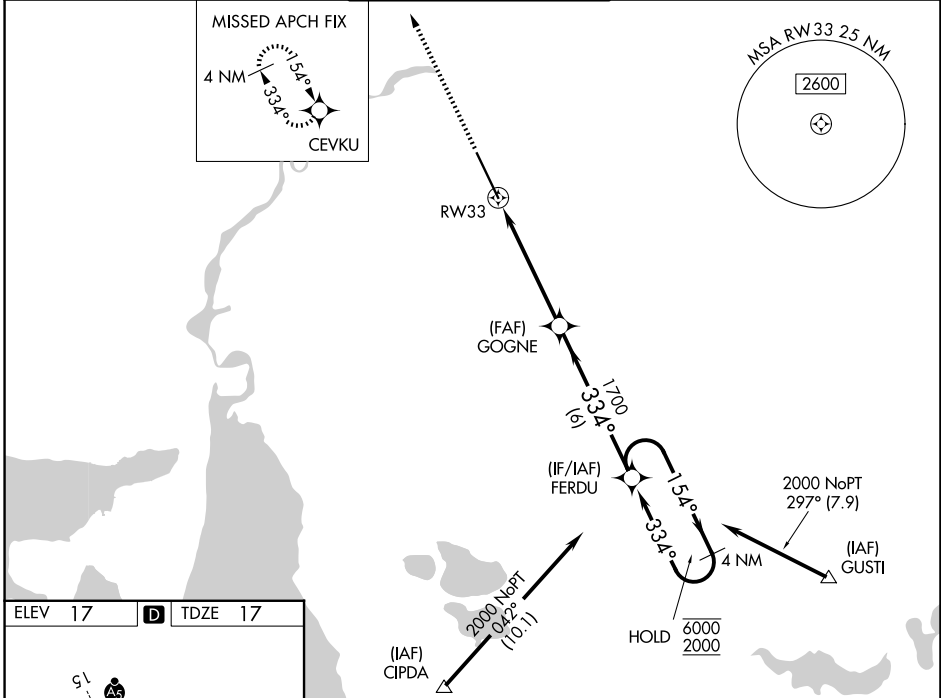 MISSED APCH FIX
4 NM
154°
334°
CEVKU
MSA RW33 25 NM
2600
RW33
(FAF)
GOGNE
1700
334°
(6)
(IF/IAF)
FERDU
154°
334°
4 NM
2000 NoPT
297° (7.9)
(IAF)
GUSTI
HOLD
6000
2000
2000 NoPT
042°
(10.1)
(IAF)
CIPDA
ELEV 17
D
TDZE 17
15
A5